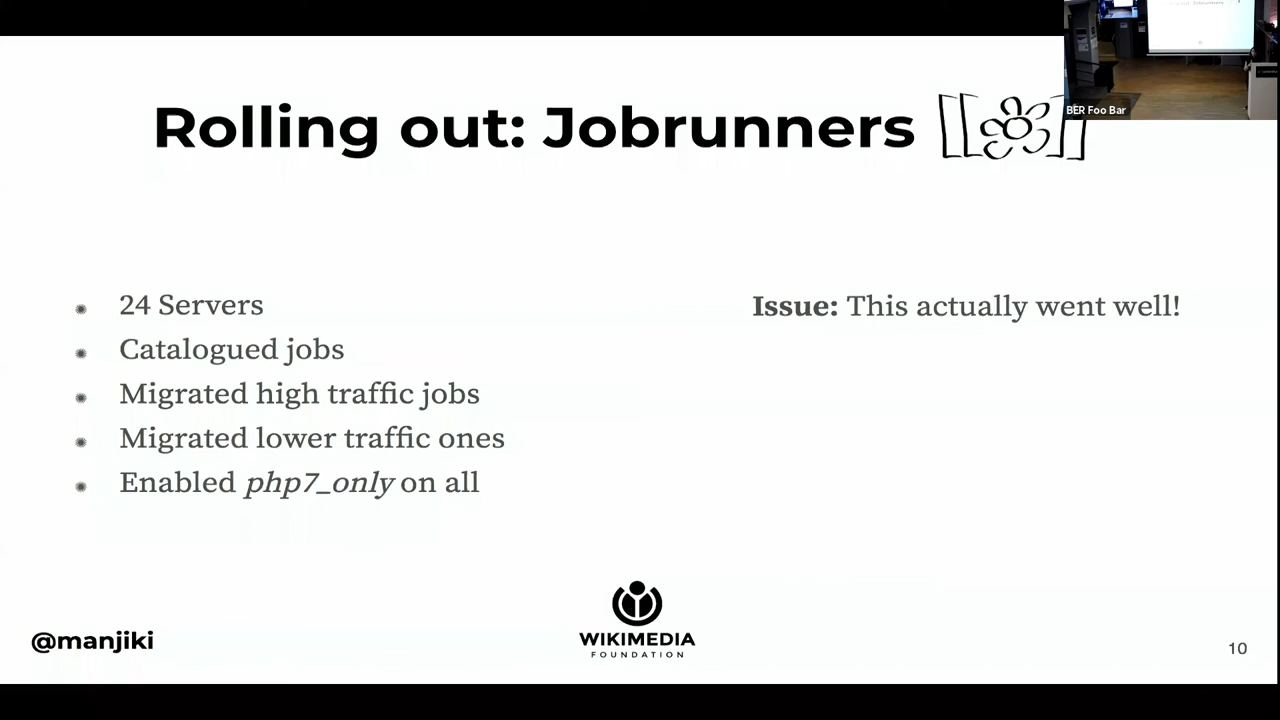 Rolling out: Jobrunners
BER Foo Bar
24 Servers
Catalogued jobs
Migrated high traffic jobs
Migrated lower traffic ones
Enabled php7_only on all
Issue: This actually went well!
@manjiki
WIKIMEDIA
FOUNDATION
10